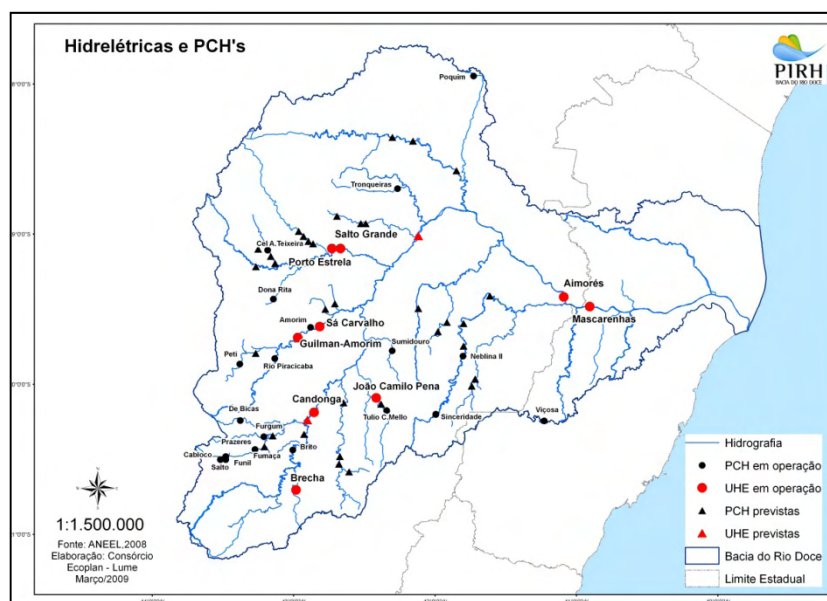 Hidrelétricas e PCH's
PIRH
BACIA DO RIO DOCE
Poquim
Tronqueiras
Salto Grande
Cel A.Teixeira
Porto Estrela
Aimorés
Dona Rita
Mascarenhas
Amorim
Sá Carvalho
Guilman-Amorim
Sumidouro
Peti
Rio Piracicaba
Neblina II
João Camilo Pena
Candonga
De Bicas
Tulio C.Mello
Sinceridade
Viçosa
Furgum
Prazeres
Brito
Fumaça
Cabloco
Funil
Salto
Brecha
Hidrografia
PCH em operação
UHE em operação
PCH previstas
UHE previstas
Bacia do Rio Doce
Limite Estadual
1:1.500.000
Fonte: ANEEL,2008
Elaboração: Consórcio
Ecoplan - Lume
Março/2009